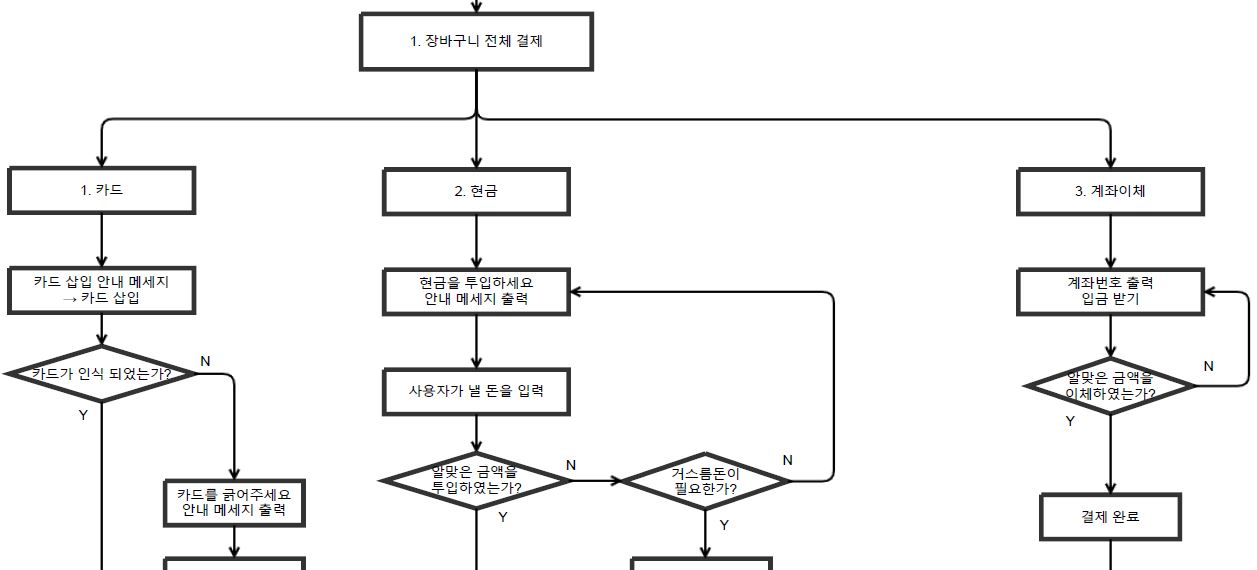 1. 장바구니 전체 결제
1. 카드
2. 현금
3. 계좌이체
카드 삽입 안내 메세지
→ 카드 삽입
현금을 투입하세요
안내 메세지 출력
계좌번호 출력
입금 받기
카드가 인식 되었는가?
N
Y
사용자가 낼 돈을 입력
알맞은 금액을
이체하였는가?
N
Y
알맞은 금액을
투입하였는가?
N
Y
거스름돈이
필요한가?
N
Y
카드를 긁어주세요
안내 메세지 출력
결제 완료